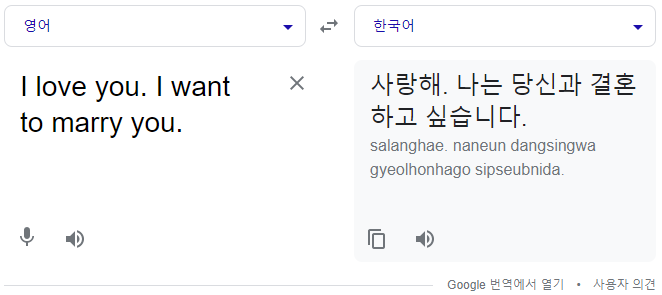 영어
한국어
I love you. I want
to marry you.
사랑해. 나는 당신과 결혼
하고 싶습니다.
salanghae. naneun dangsingwa
gyeolhonhago sipseubnida.
Google 번역에서 열기 • 사용자 의견